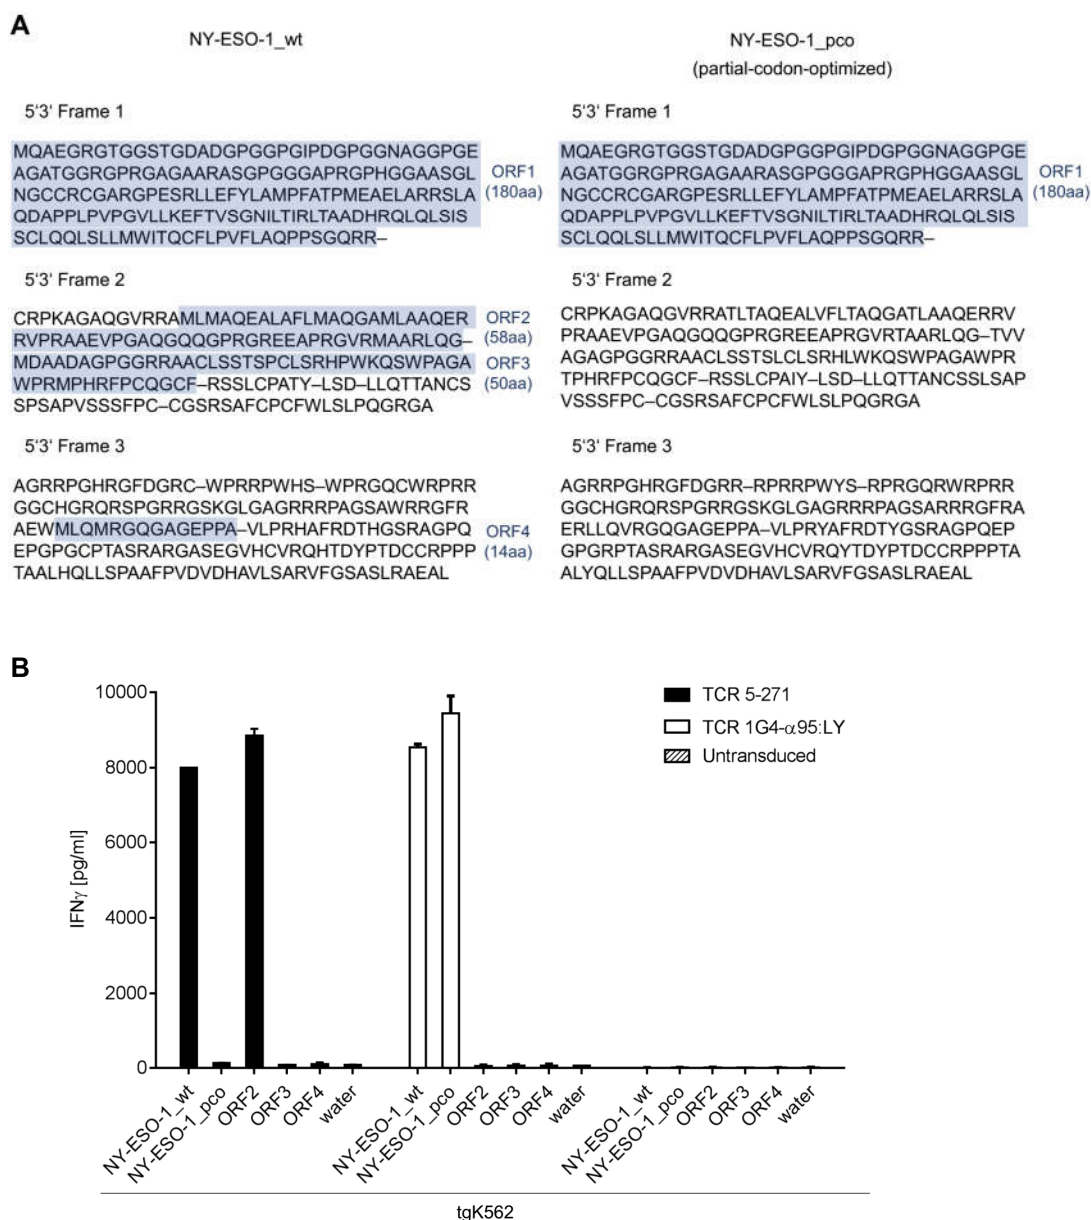 A
NY-ESO-1_wt
NY-ESO-1_pco
(partial-codon-optimized)
5'3' Frame 1
MQAEGRGTGGSTGDADGPGGPGIPDGPGGNAGGPGE
AGATGGRGPRGAGAARASGPGGGAPRGPHGGAASGL
NGCCRCGARGPESRLLEFYLAMPFATPMEAELARRSLA
QDAPPLPVPGVLLKEFTVSGNILTIRLTAADHRQLQLSIS
SCLQQLSLLMWITQCFLPVFLAQPPSGQRR–
ORF1
(180aa)
5'3' Frame 1
MQAEGRGTGGSTGDADGPGGPGIPDGPGGNAGGPGE
AGATGGRGPRGAGAARASGPGGGAPRGPHGGAASGL
NGCCRCGARGPESRLLEFYLAMPFATPMEAELARRSLA
QDAPPLPVPGVLLKEFTVSGNILTIRLTAADHRQLQLSIS
SCLQQLSLLMWITQCFLPVFLAQPPSGQRR–
ORF1
(180aa)
5'3' Frame 2
CRPKAGAQGVRRAMLMAQEALAFLMAQGAMLAAQER
RVPRAAEVPGAQGQQGPRGREEAPRGVRMAARLQG–
MDAADAGPGGRRAACLSSTSPCLSRHPWKQSWPAGA
WPRMPHRFPCQGCF–RSSLCPATY–LSD–LLQTTANCS
SPSAPVSSSFPC–CGSRSAFCPCFWLSLPQGRGA
ORF2
(58aa)
ORF3
(50aa)
5'3' Frame 2
CRPKAGAQGVRRATLTAQEALVFLTAQGATLAAQERRV
PRAAEVPGAQGQQGPRGREEAPRGVRTAARLQG–TVV
AGAGPGGRRAACLSSTSLCLSRHLWKQSWPAGAWPR
TPHRFPCQGCF–RSSLCPAIY–LSD–LLQTTANCSSLSAP
VSSSFPC–CGSRSAFCPCFWLSLPQGRGA
5'3' Frame 3
AGRRPGHRGFDGRC–WPRRPWHS–WPRGQCWRPRR
GGCHGRQRSPGRRGSKGLGAGRRRPAGSAWRRGFR
AEWMLQMRGQGAGEPPA–VLPRHAFRDTHGSRAGPQ
EPGPGCPTASRARGASEGVHCVRQHTDYPTDCCRPPP
TAALHQLLSPAAFPVDVDHAVLSARVFGSASLRAEAL
ORF4
(14aa)
5'3' Frame 3
AGRRPGHRGFDGRR–RPRRPWYS–RPRGQRWRPRR
GGCHGRQRSPGRRGSKGLGAGRRRPAGSARRRGFRA
ERLLQVRGQGAGEPPA–VLPRYAFRDTYGSRAGPQEP
GPGRPTASRARGASEGVHCVRQYTDYPTDCCRPPPTA
ALYQLLSPAAFPVDVDHAVLSARVFGSASLRAEAL
B
IFNγ [pg/ml]
10000
8000
6000
4000
2000
0
TCR 5-271
TCR 1G4-α95:LY
Untransduced
NY-ESO-1_wt
NY-ESO-1_pco
ORF2
ORF3
ORF4
water
NY-ESO-1_wt
NY-ESO-1_pco
ORF2
ORF3
ORF4
water
NY-ESO-1_wt
NY-ESO-1_pco
ORF2
ORF3
ORF4
water
tgK562